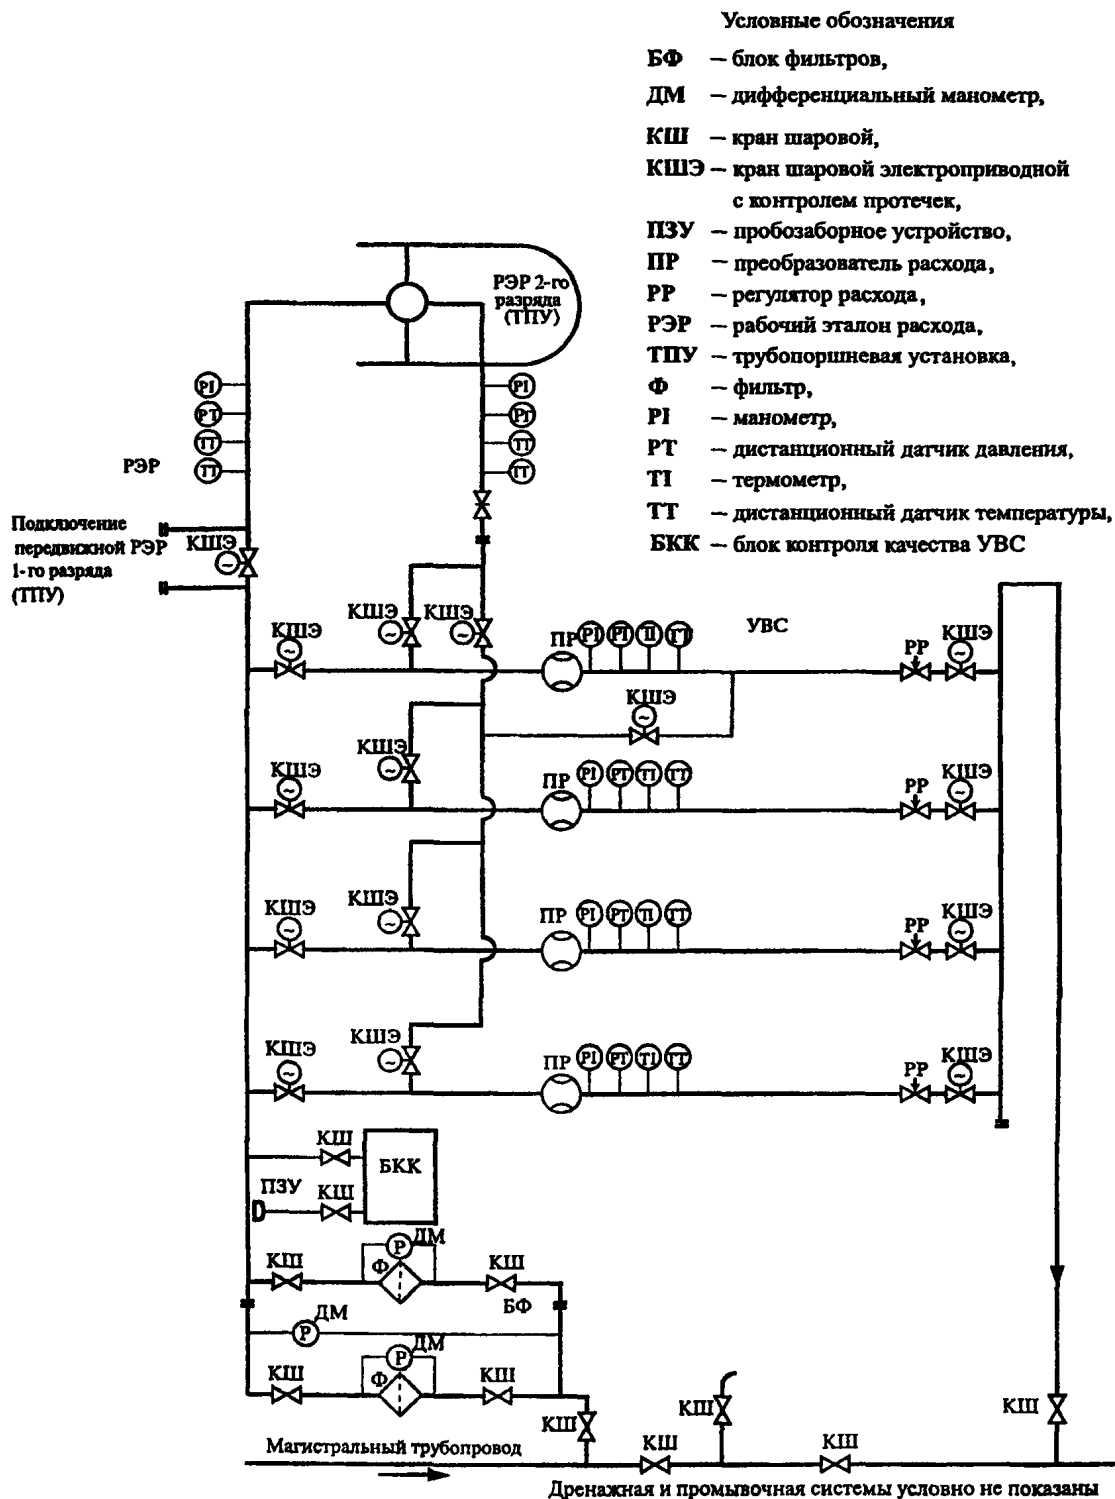 Условные обозначения
БФ – блок фильтров,
ДМ – дифференциальный манометр,
КШ – кран шаровой,
КШЭ – кран шаровой электроприводной
с контролем протечек,
ПЗУ – пробозаборное устройство,
ПР – преобразователь расхода,
РР – регулятор расхода,
РЭР – рабочий эталон расхода,
ТПУ – трубопоршневая установка,
Ф – фильтр,
PI – манометр,
PT – дистанционный датчик давления,
TI – термометр,
TT – дистанционный датчик температуры,
БКК – блок контроля качества УВС
РЭР 2-го
разряда
(ТПУ)
PI PI
PT PT
TT TT
TI TT
РЭР
Подключение
передвижной РЭР
1-го разряда
(ТПУ)
КШЭ
~
КШЭ КШЭ КШЭ ПР PI PI TI TT УВС РР КШЭ
~ ~ ~ ~
КШЭ
~
КШЭ КШЭ ПР PI PT TI TT РР КШЭ
~ ~ ~
КШЭ КШЭ ПР PI PT TI TT РР КШЭ
~ ~ ~
КШЭ КШЭ ПР PI PT TI TT РР КШЭ
~ ~ ~
КШ
БКК
ПЗУ КШ
ДМ
КШ Ф P КШ
БФ
ДМ
P
ДМ
КШ Ф P КШ
КШ КШ КШ
Магистральный трубопровод КШ КШ
Дренажная и промывочная системы условно не показаны